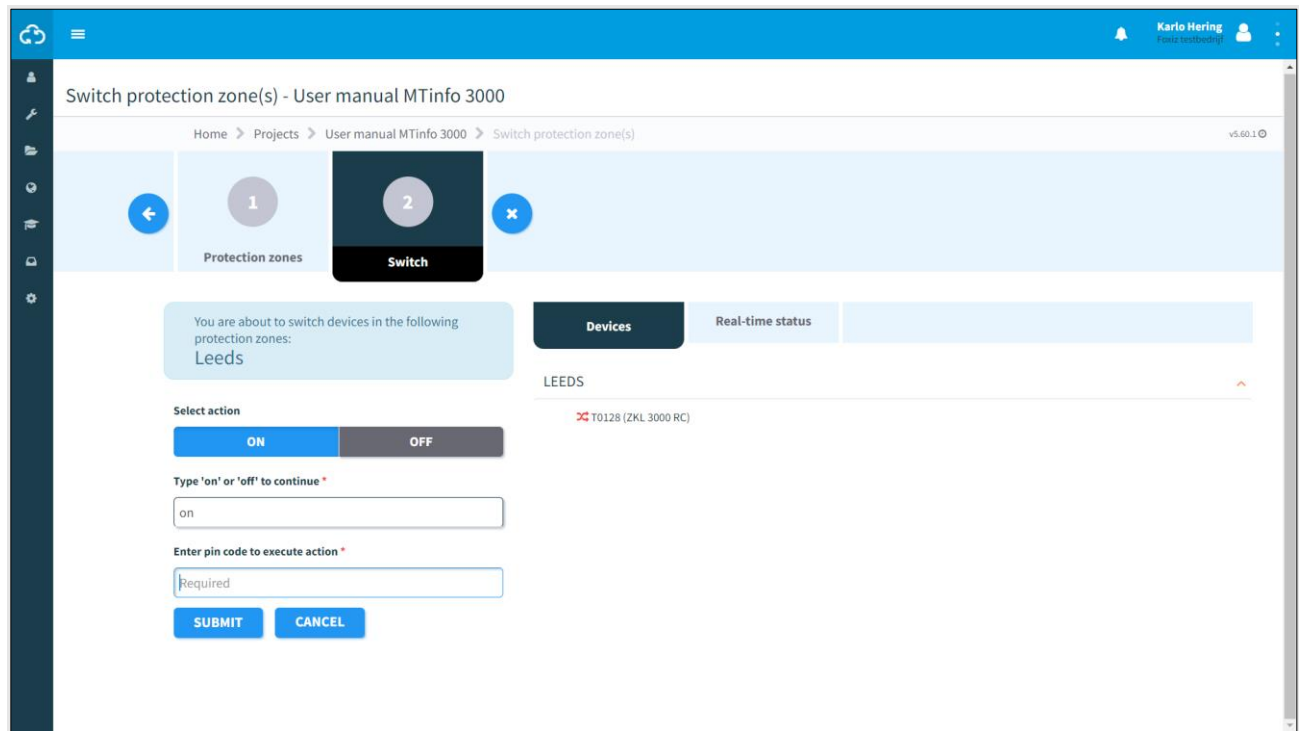 Karlo Hering
Foxiz testbedrijf
Switch protection zone(s) - User manual MTinfo 3000
Home > Projects > User manual MTinfo 3000 > Switch protection zone(s)
v5.60.1
1
Protection zones
2
Switch
You are about to switch devices in the following
protection zones:
Leeds
Devices
Real-time status
LEEDS
T0128 (ZKL 3000 RC)
Select action
ON
OFF
Type 'on' or 'off' to continue *
on
Enter pin code to execute action *
Required
SUBMIT
CANCEL